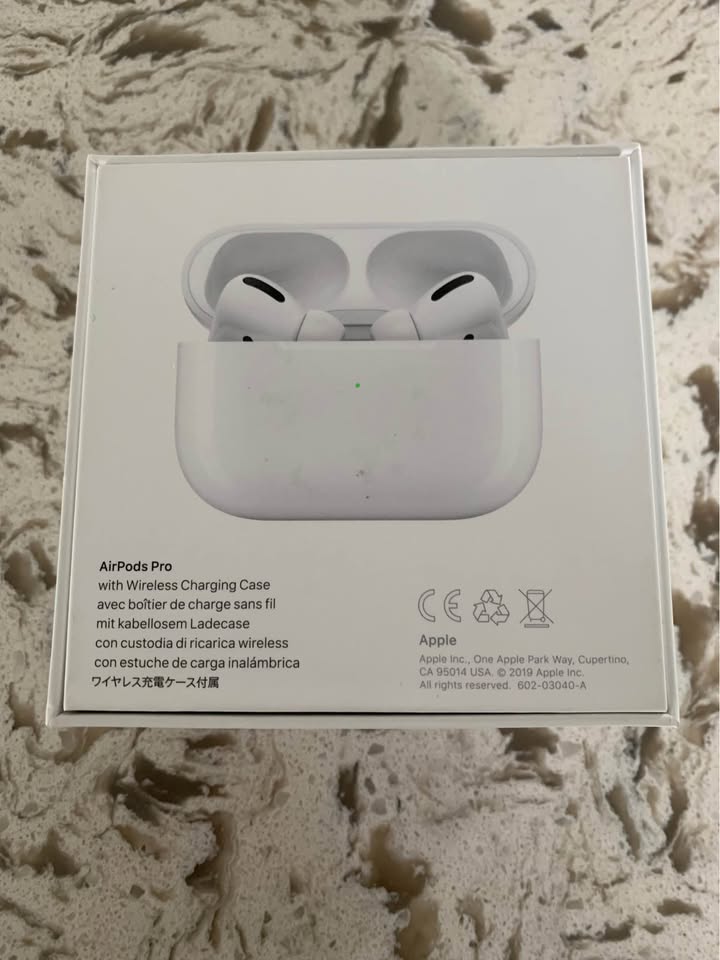 AirPods Pro
with Wireless Charging Case
avec boîtier de charge sans fil
mit kabellosem Ladecase
con custodia di ricarica wireless
con estuche de carga inalámbrica
ワイヤレス充電ケース付属
CE
Apple
Apple Inc., One Apple Park Way, Cupertino,
CA 95014 USA. © 2019 Apple Inc.
All rights reserved. 602-03040-A